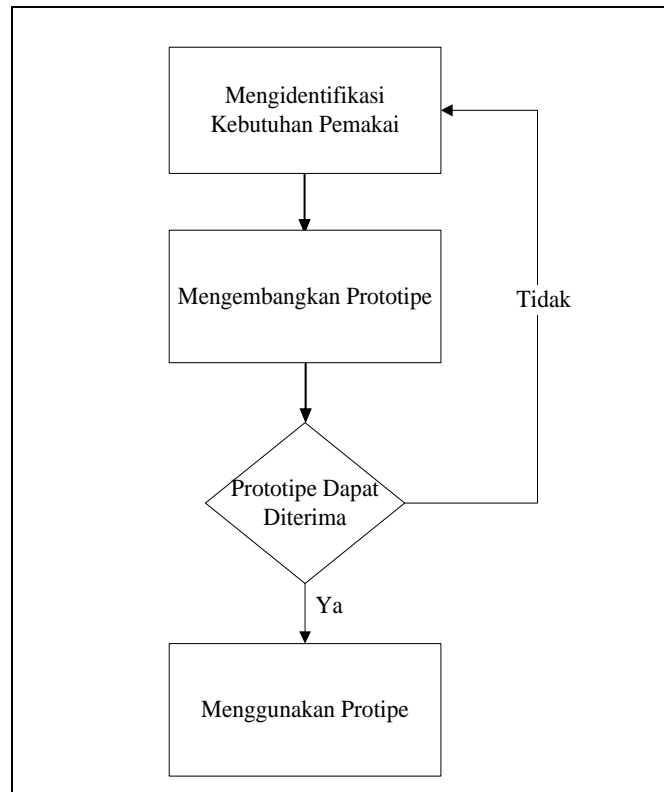 Mengidentifikasi
Kebutuhan Pemakai
Mengembangkan Prototipe
Tidak
Prototipe Dapat
Diterima
Ya
Menggunakan Protipe